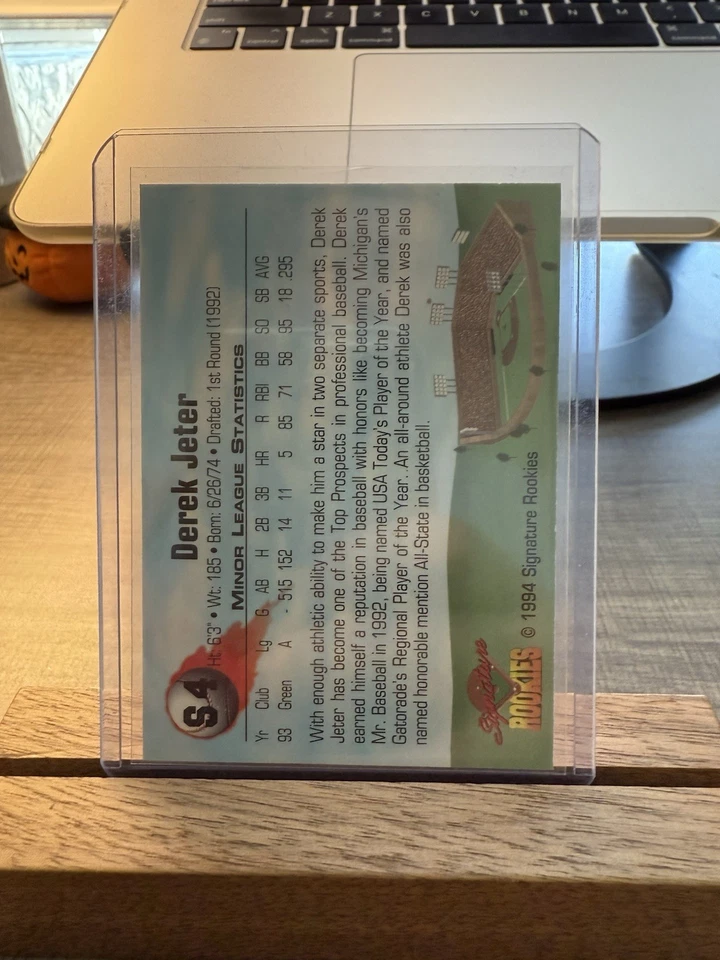 S4
Derek Jeter
Ht: 6'3" • Wt: 185 • Born: 6/26/74 • Drafted: 1st Round (1992)
MINOR LEAGUE STATISTICS
Yr Club Lg G AB H 2B 3B HR R RBI BB SO SB AVG
93 Green A - 515 152 14 11 5 85 71 58 95 18 .295
With enough athletic ability to make him a star in two separate sports, Derek
Jeter has become one of the Top Prospects in professional baseball. Derek
earned himself a reputation in baseball with honors like becoming Michigan's
Mr. Baseball in 1992, being named USA Today's Player of the Year, and named
Gatorade's Regional Player of the Year. An all-around athlete Derek was also
named honorable mention All-State in basketball.
Signature
ROOKIES
© 1994 Signature Rookies
Z X C V B N M
control option command
command